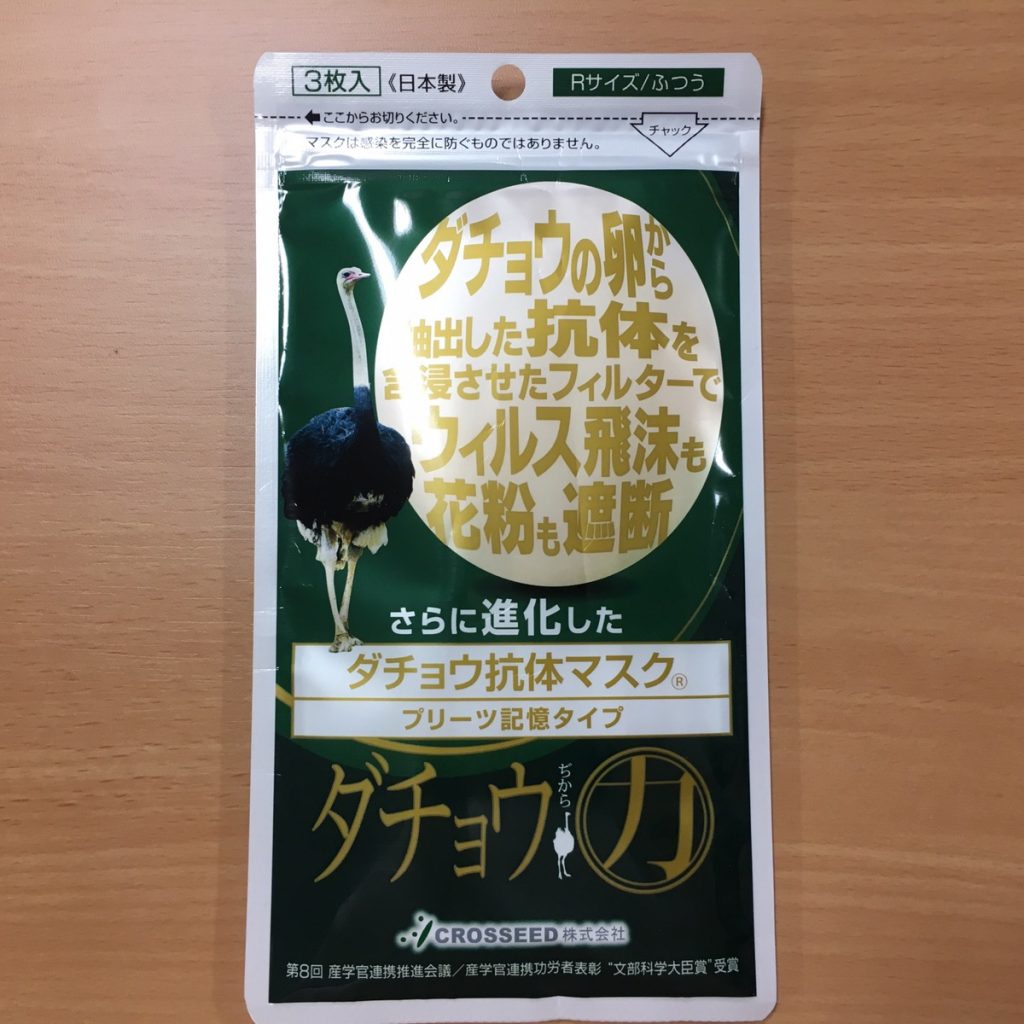 3枚入 《日本製》 Rサイズ/ふつう
ここからお切りください。
チャック
マスクは感染を完全に防ぐものではありません。
ダチョウの卵から
抽出した抗体を
含浸させたフィルターで
ウィルス飛沫も
花粉も遮断
さらに進化した
ダチョウ抗体マスク®
プリーツ記憶タイプ
ダチョウ力
ぢから
CROSSEED株式会社
第8回 産学官連携推進会議/産学官連携功労者表彰 "文部科学大臣賞"受賞